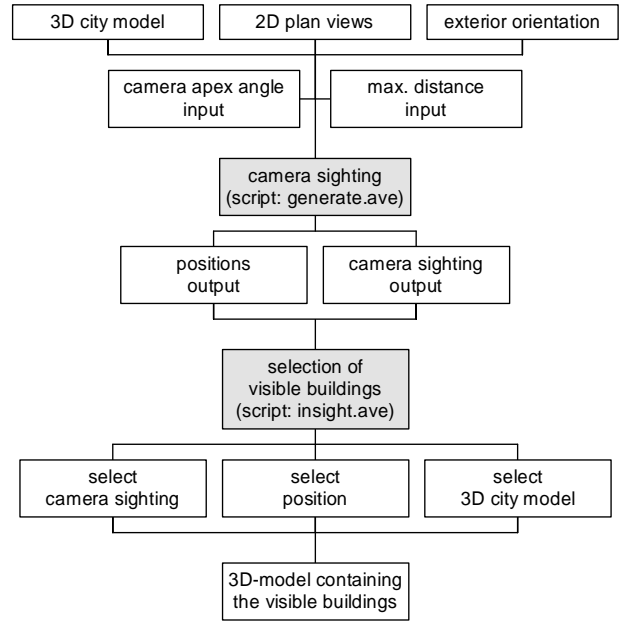 3D city model
2D plan views
exterior orientation
camera apex angle
input
max. distance
input
camera sighting
(script: generate.ave)
positions
output
camera sighting
output
selection of
visible buildings
(script: insight.ave)
select
camera sighting
select
position
select
3D city model
3D-model containing
the visible buildings